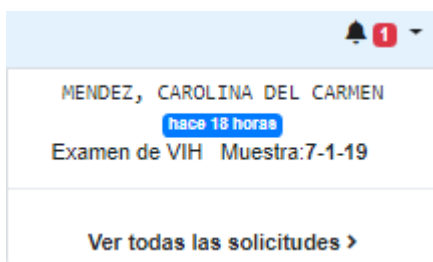 1
MENDEZ, CAROLINA DEL CARMEN
hace 18 horas
Examen de VIH Muestra:7-1-19
Ver todas las solicitudes >